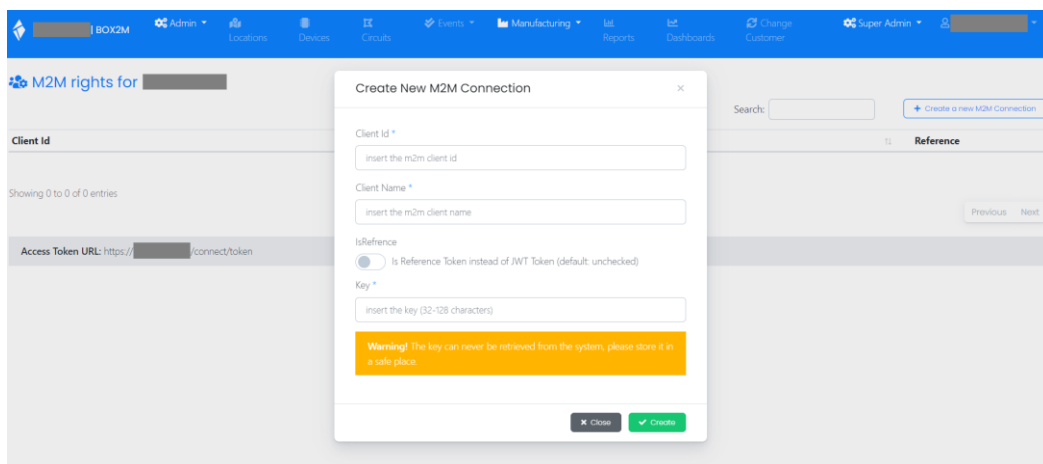 | BOX2M
Admin
Locations
Devices
Circuits
Events
Manufacturing
Reports
Dashboards
Change
Customer
Super Admin
M2M rights for
Search:
+ Create a new M2M Connection
Client Id
Reference
Showing 0 to 0 of 0 entries
Previous Next
Access Token URL: https:// /connect/token
Create New M2M Connection
×
Client Id *
insert the m2m client id
Client Name *
insert the m2m client name
IsRefrence
Is Reference Token instead of JWT Token (default: unchecked)
Key *
insert the key (32-128 characters)
Warning! The key can never be retrieved from the system, please store it in
a safe place.
Close
Create